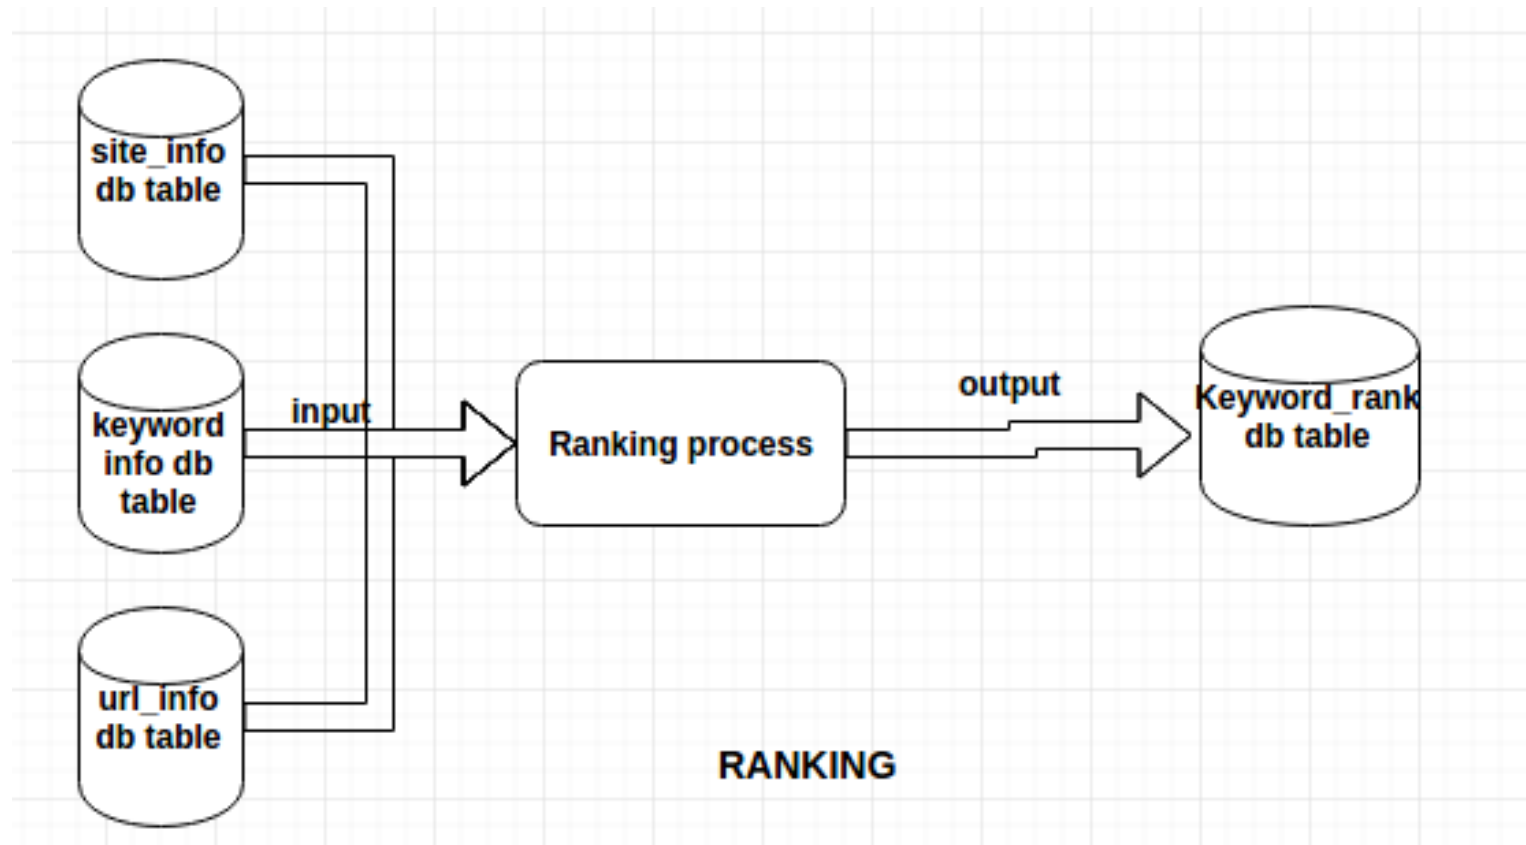 site_info
db table
keyword
info db
table
url_info
db table
input
Ranking process
output
Keyword_rank
db table
RANKING